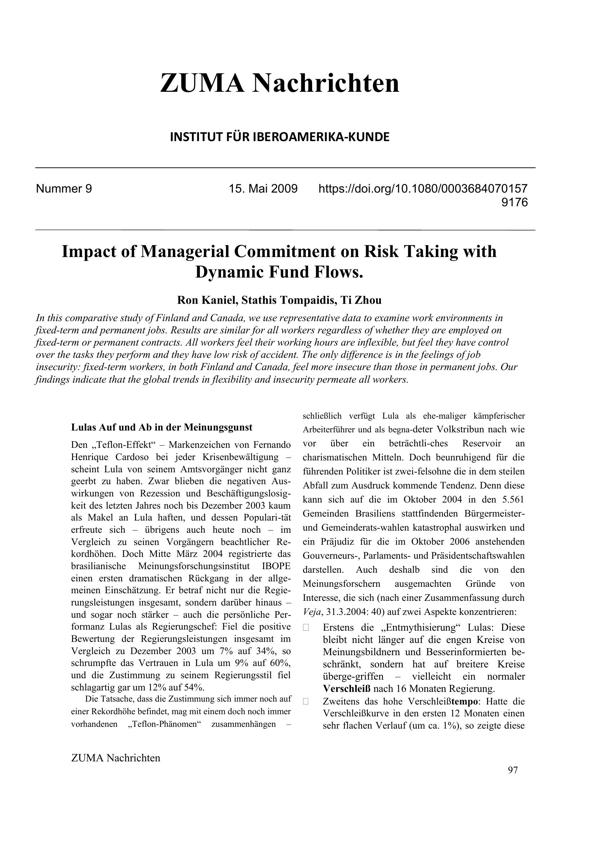 ZUMA Nachrichten
INSTITUT FÜR IBEROAMERIKA-KUNDE
Nummer 9 15. Mai 2009 https://doi.org/10.1080/0003684070157
9176
Impact of Managerial Commitment on Risk Taking with
Dynamic Fund Flows.
Ron Kaniel, Stathis Tompaidis, Ti Zhou
In this comparative study of Finland and Canada, we use representative data to examine work environments in
fixed-term and permanent jobs. Results are similar for all workers regardless of whether they are employed on
fixed-term or permanent contracts. All workers feel their working hours are inflexible, but feel they have control
over the tasks they perform and they have low risk of accident. The only difference is in the feelings of job
insecurity: fixed-term workers, in both Finland and Canada, feel more insecure than those in permanent jobs. Our
findings indicate that the global trends in flexibility and insecurity permeate all workers.
Lulas Auf und Ab in der Meinungsgunst
Den „Teflon-Effekt“ – Markenzeichen von Fernando
Henrique Cardoso bei jeder Krisenbewältigung –
scheint Lula von seinem Amtsvorgänger nicht ganz
geerbt zu haben. Zwar blieben die negativen Aus-
wirkungen von Rezession und Beschäftigungslosig-
keit des letzten Jahres noch bis Dezember 2003 kaum
als Makel an Lula haften, und dessen Populari-tät
erfreute sich – übrigens auch heute noch – im
Vergleich zu seinen Vorgängern beachtlicher Re-
kordhöhen. Doch Mitte März 2004 registrierte das
brasilianische Meinungsforschungsinstitut IBOPE
einen ersten dramatischen Rückgang in der allge-
meinen Einschätzung. Er betraf nicht nur die Regie-
rungsleistungen insgesamt, sondern darüber hinaus –
und sogar noch stärker – auch die persönliche Per-
formanz Lulas als Regierungschef: Fiel die positive
Bewertung der Regierungsleistungen insgesamt im
Vergleich zu Dezember 2003 um 7% auf 34%, so
schrumpfte das Vertrauen in Lula um 9% auf 60%,
und die Zustimmung zu seinem Regierungsstil fiel
schlagartig gar um 12% auf 54%.
Die Tatsache, dass die Zustimmung sich immer noch auf
einer Rekordhöhe befindet, mag mit einem doch noch immer
vorhandenen „Teflon-Phänomen“ zusammenhängen –
schließlich verfügt Lula als ehe-maliger kämpferischer
Arbeiterführer und als begna-deter Volkstribun nach wie
vor über ein beträchtli-ches Reservoir an
charismatischen Mitteln. Doch beunruhigend für die
führenden Politiker ist zwei-felsohne die in dem steilen
Abfall zum Ausdruck kommende Tendenz. Denn diese
kann sich auf die im Oktober 2004 in den 5.561
Gemeinden Brasiliens stattfindenden Bürgermeister-
und Gemeinderats-wahlen katastrophal auswirken und
ein Präjudiz für die im Oktober 2006 anstehenden
Gouverneurs-, Parlaments- und Präsidentschaftswahlen
darstellen. Auch deshalb sind die von den
Meinungsforschern ausgemachten Gründe von
Interesse, die sich (nach einer Zusammenfassung durch
Veja, 31.3.2004: 40) auf zwei Aspekte konzentrieren:
Erstens die „Entmythisierung“ Lulas: Diese
bleibt nicht länger auf die engen Kreise von
Meinungsbildnern und Besserinformierten be-
schränkt, sondern hat auf breitere Kreise
überge-griffen – vielleicht ein normaler
Verschleiß nach 16 Monaten Regierung.
Zweitens das hohe Verschleißtempo: Hatte die
Verschleißkurve in den ersten 12 Monaten einen
sehr flachen Verlauf (um ca. 1%), so zeigte diese
ZUMA Nachrichten
97